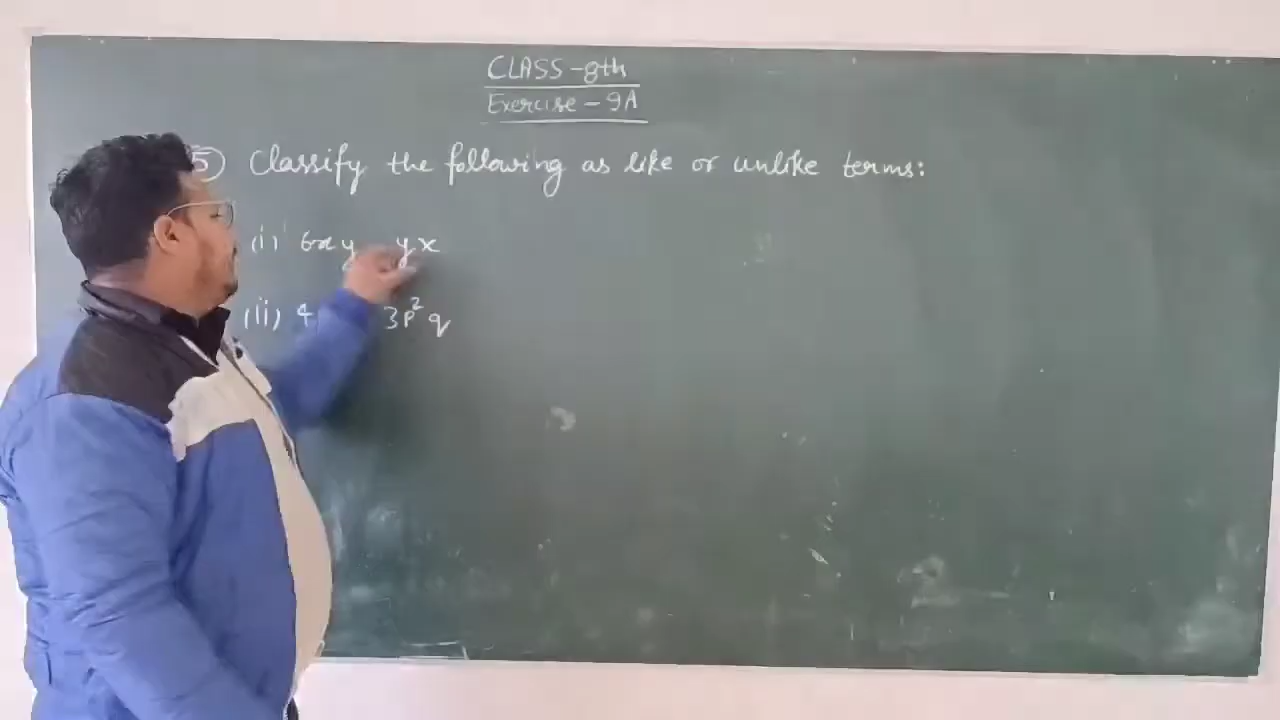 CLASS-8th
Exercise-9A
5) Classify the following as like or unlike terms:
(i) 6xy yx
(ii) 4 3p²q